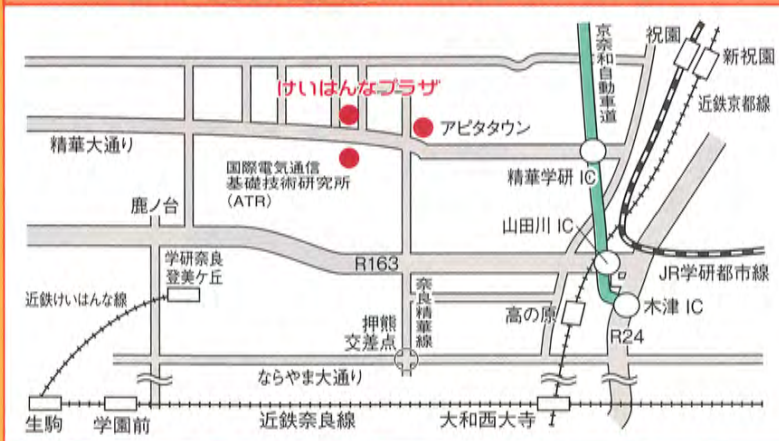 祝園
新祝園
京奈和自動車道
近鉄京都線
けいはんなプラザ
アピタタウン
精華大通り
国際電気通信
基礎技術研究所
(ATR)
精華学研 IC
鹿ノ台
山田川 IC
学研奈良
登美ケ丘
R163
JR学研都市線
近鉄けいはんな線
奈良精華線
高の原
木津 IC
押熊
交差点
R24
ならやま大通り
生駒
学園前
近鉄奈良線
大和西大寺